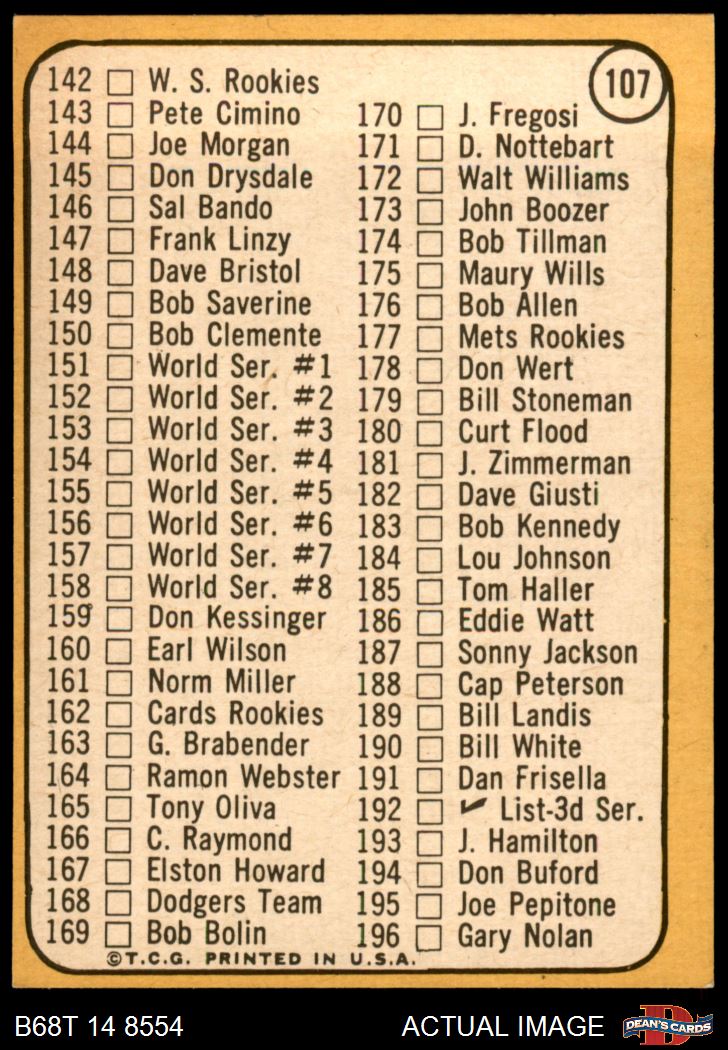 107
142 W. S. Rookies
143 Pete Cimino
144 Joe Morgan
145 Don Drysdale
146 Sal Bando
147 Frank Linzy
148 Dave Bristol
149 Bob Saverine
150 Bob Clemente
151 World Ser. #1
152 World Ser. #2
153 World Ser. #3
154 World Ser. #4
155 World Ser. #5
156 World Ser. #6
157 World Ser. #7
158 World Ser. #8
159 Don Kessinger
160 Earl Wilson
161 Norm Miller
162 Cards Rookies
163 G. Brabender
164 Ramon Webster
165 Tony Oliva
166 C. Raymond
167 Elston Howard
168 Dodgers Team
169 Bob Bolin
170 J. Fregosi
171 D. Nottebart
172 Walt Williams
173 John Boozer
174 Bob Tillman
175 Maury Wills
176 Bob Allen
177 Mets Rookies
178 Don Wert
179 Bill Stoneman
180 Curt Flood
181 J. Zimmerman
182 Dave Giusti
183 Bob Kennedy
184 Lou Johnson
185 Tom Haller
186 Eddie Watt
187 Sonny Jackson
188 Cap Peterson
189 Bill Landis
190 Bill White
191 Dan Frisella
192 ✔ List-3d Ser.
193 J. Hamilton
194 Don Buford
195 Joe Pepitone
196 Gary Nolan
©T.C.G. PRINTED IN U.S.A.
B68T 14 8554 ACTUAL IMAGE
D
DEAN'S CARDS